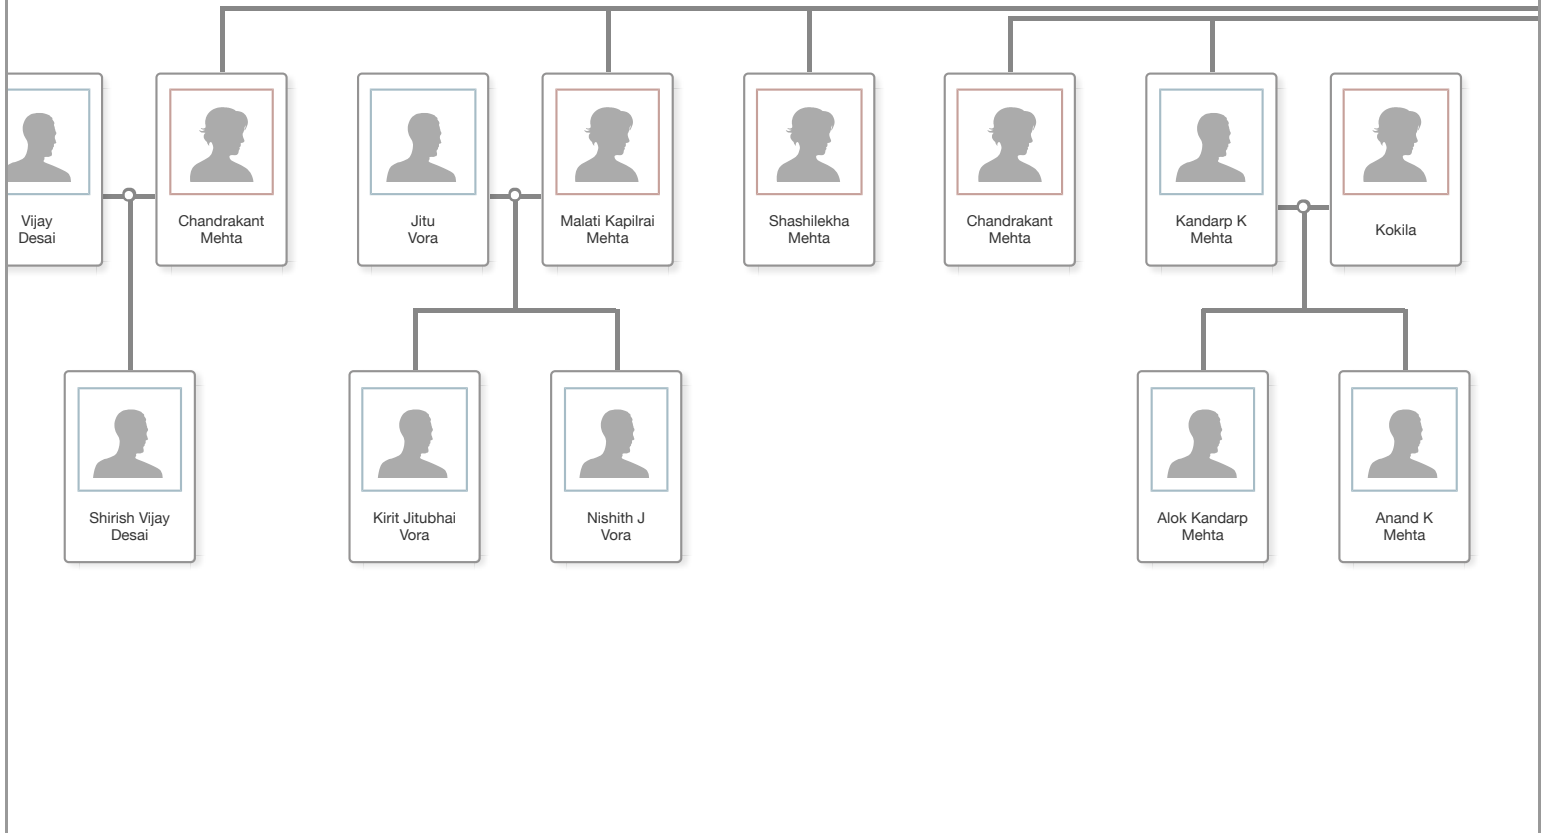 Vijay
Desai
Chandrakant
Mehta
Jitu
Vora
Malati Kapilrai
Mehta
Shashilekha
Mehta
Chandrakant
Mehta
Kandarp K
Mehta
Kokila
Shirish Vijay
Desai
Kirit Jitubhai
Vora
Nishith J
Vora
Alok Kandarp
Mehta
Anand K
Mehta